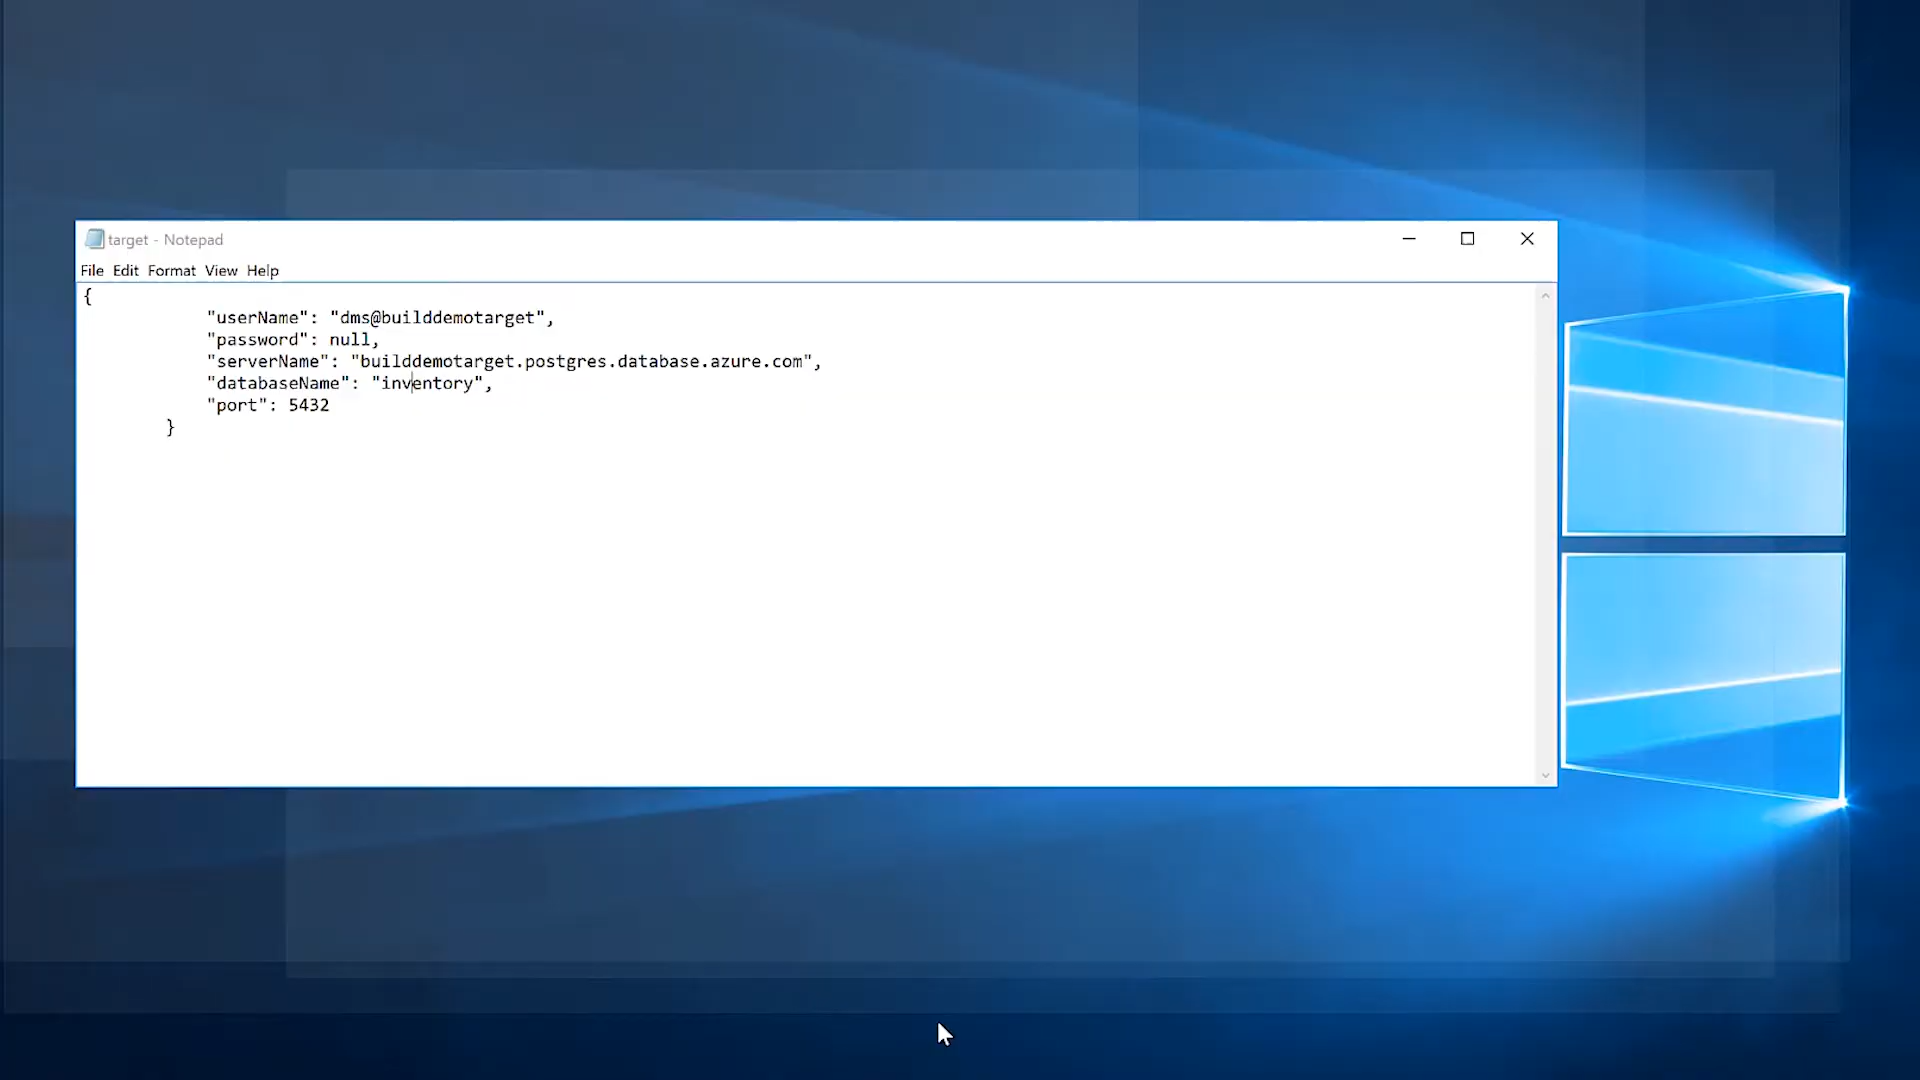 target - Notepad
File Edit Format View Help
{
"userName": "dms@builddemotarget",
"password": null,
"serverName": "builddemotarget.postgres.database.azure.com",
"databaseName": "inventory",
"port": 5432
}